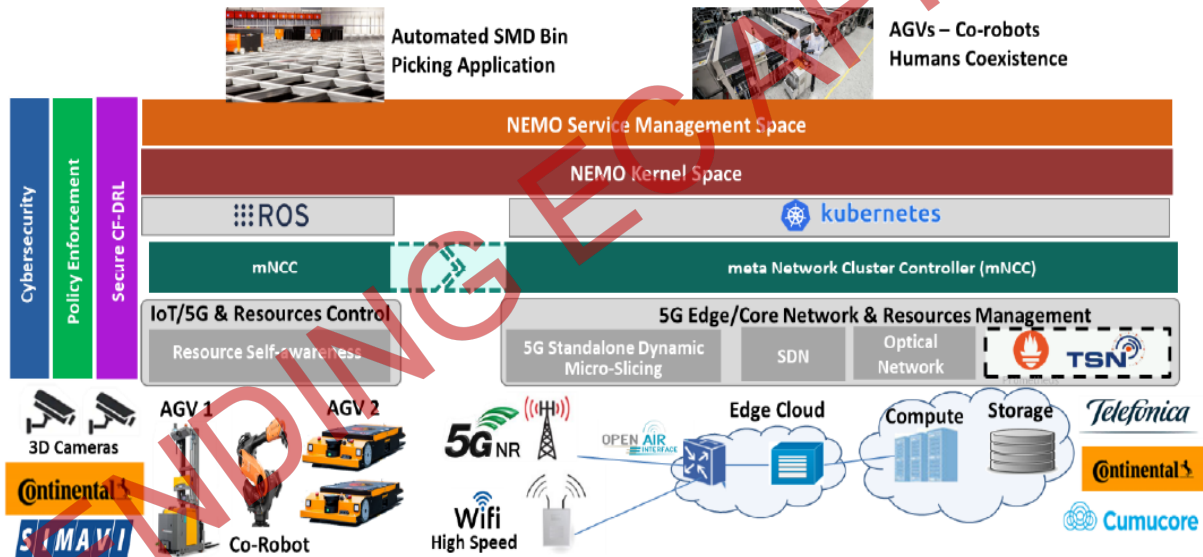 Automated SMD Bin
Picking Application
AGVs – Co-robots
Humans Coexistence
Cybersecurity
Policy Enforcement
Secure CF-DRL
NEMO Service Management Space
NEMO Kernel Space
ROS
kubernetes
mNCC
meta Network Cluster Controller (mNCC)
IoT/5G & Resources Control
Resource Self-awareness
5G Edge/Core Network & Resources Management
5G Standalone Dynamic
Micro-Slicing
SDN
Optical
Network
TSN
3D Cameras
Continental
SIMAVI
AGV 1
AGV 2
Co-Robot
5G NR
Wifi
High Speed
OPEN AIR
INTERFACE
Edge Cloud
Compute
Storage
Telefónica
Continental
Cumucore
ENDING EC AP